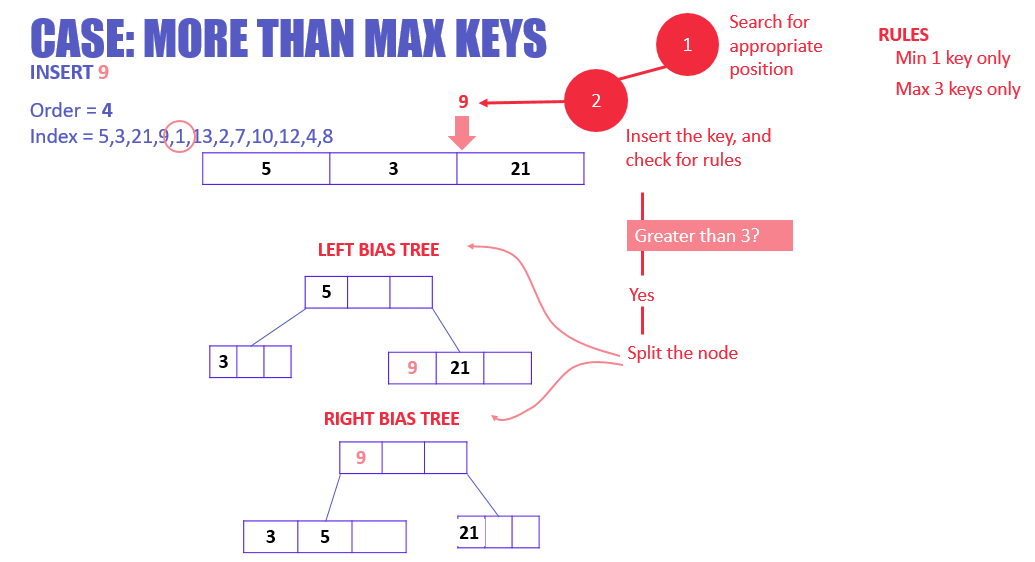 CASE: MORE THAN MAX KEYS
INSERT 9
Order = 4
Index = 5,3,21,9,1,13,2,7,10,12,4,8
1
Search for
appropriate
position
RULES
Min 1 key only
Max 3 keys only
9
2
Insert the key, and
check for rules
5 3 21
Greater than 3?
Yes
Split the node
LEFT BIAS TREE
5
3
9 21
RIGHT BIAS TREE
9
3 5
21